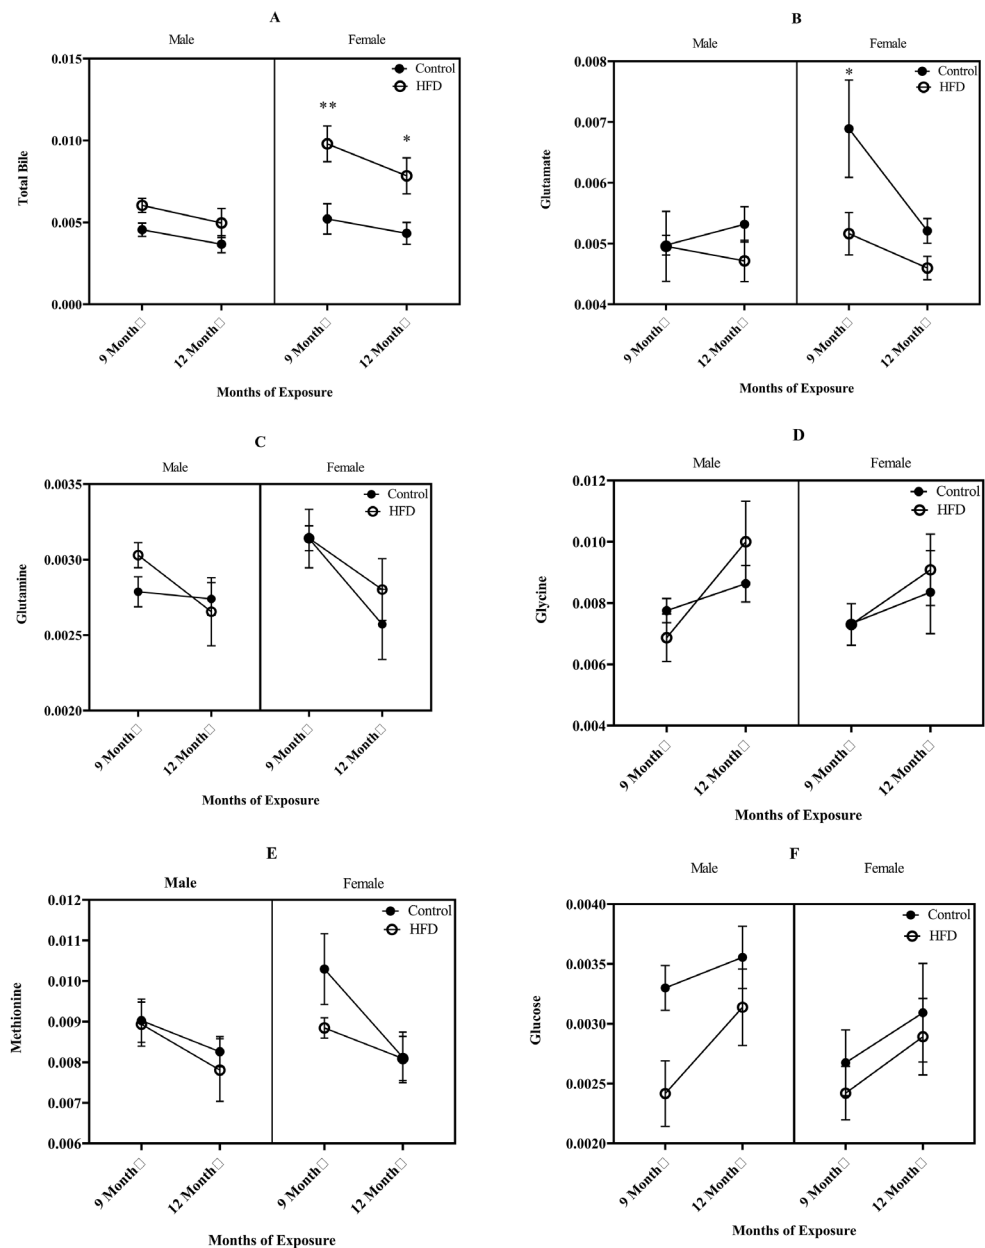 A
Male Female
0.015
Control
HFD
**
0.010
*
Total Bile
0.005
0.000
9 Month□
12 Month□
9 Month□
12 Month□
Months of Exposure
B
Male Female
0.008
*
Control
HFD
0.007
0.006
Glutamate
0.005
0.004
9 Month□
12 Month□
9 Month□
12 Month□
Months of Exposure
C
Male Female
0.0035
Control
HFD
0.0030
Glutamine
0.0025
0.0020
9 Month□
12 Month□
9 Month□
12 Month□
Months of Exposure
D
Male Female
0.012
Control
HFD
0.010
Glycine
0.008
0.006
0.004
9 Month□
12 Month□
9 Month□
12 Month□
Months of Exposure
E
Male Female
0.012
Control
HFD
0.011
0.010
Methionine
0.009
0.008
0.007
0.006
9 Month□
12 Month□
9 Month□
12 Month□
Months of Exposure
F
Male Female
0.0040
Control
HFD
0.0035
Glucose
0.0030
0.0025
0.0020
9 Month□
12 Month□
9 Month□
12 Month□
Months of Exposure